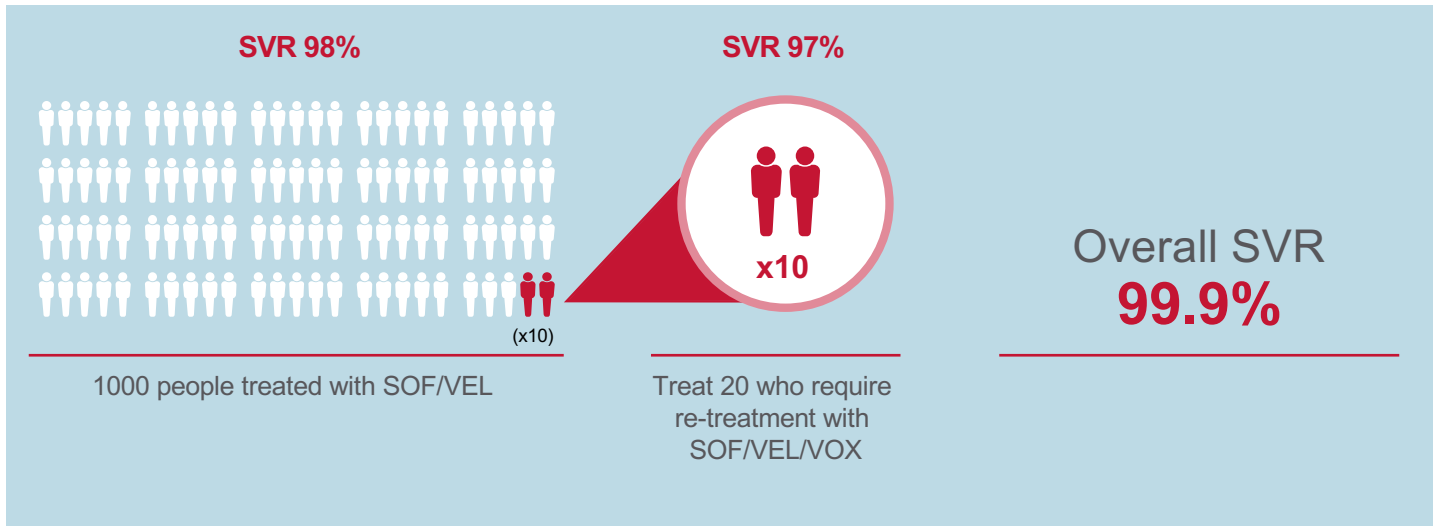 SVR 98%
(x10)
1000 people treated with SOF/VEL
SVR 97%
x10
Treat 20 who require
re-treatment with
SOF/VEL/VOX
Overall SVR
99.9%